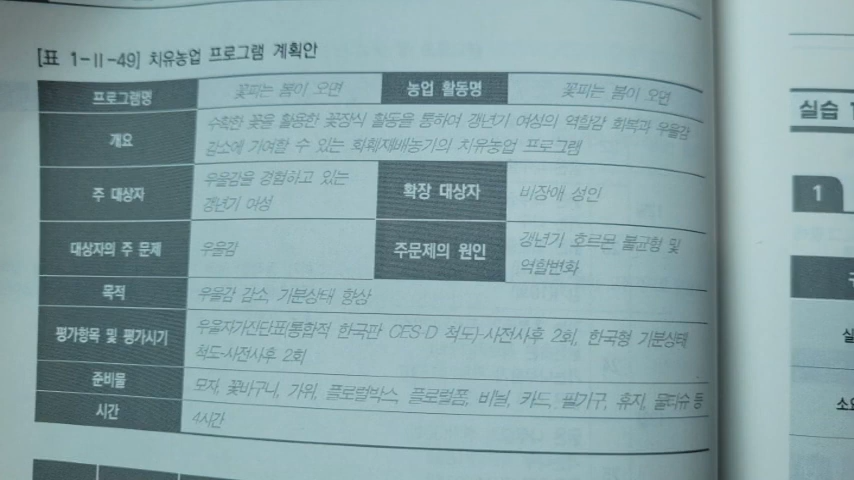 [표 1-Ⅱ-49] 치유농업 프로그램 계획안
프로그램명 꽃피는 봄이 오면 농업 활동명 꽃피는 봄이 오면
개요 수확한 꽃을 활용한 꽃장식 활동을 통하여 갱년기 여성의 역할감 회복과 우울감
감소에 기여할 수 있는 화훼재배농가의 치유농업 프로그램
주 대상자 우울감을 경험하고 있는
갱년기 여성
확장 대상자 비장애 성인
대상자의 주 문제 우울감 주문제의 원인 갱년기 호르몬 불균형 및
역할변화
목적 우울감 감소, 기분상태 향상
평가항목 및 평가시기 우울자가진단표(통합적 한국판 CES-D 척도)-사전사후 2회, 한국형 기분상태
척도-사전사후 2회
준비물 모자, 꽃바구니, 가위, 플로럴박스, 플로럴폼, 비닐, 카드, 필기구, 휴지, 물티슈 등
시간 4시간
실습 1
1